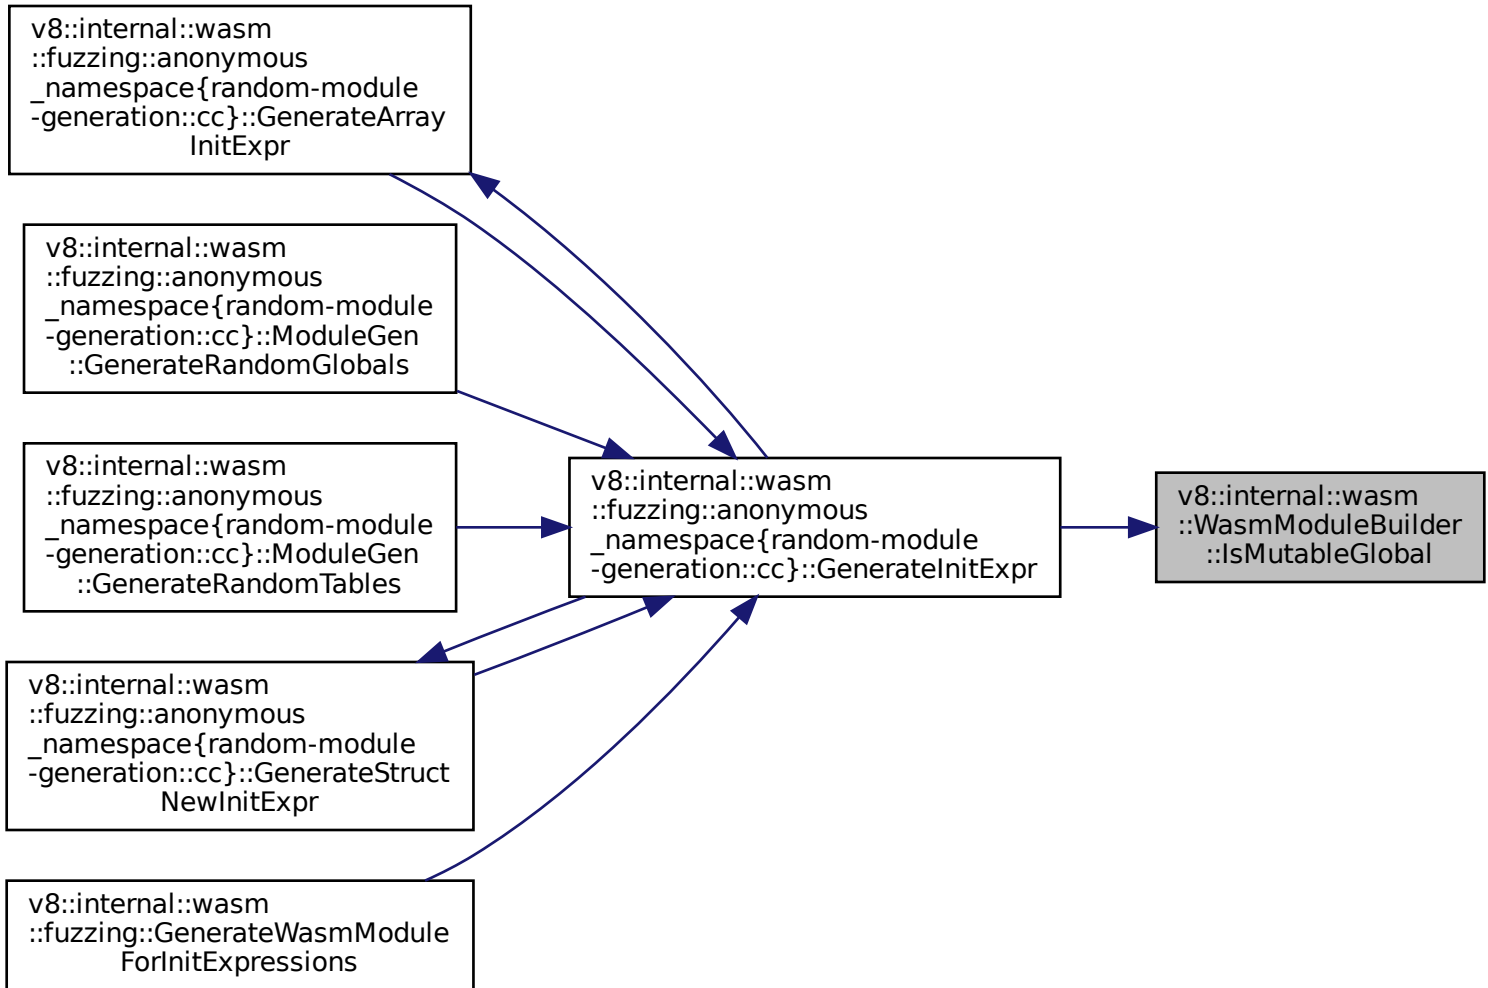 v8::internal::wasm
::fuzzing::anonymous
_namespace{random-module
-generation::cc}::GenerateArray
InitExpr
v8::internal::wasm
::fuzzing::anonymous
_namespace{random-module
-generation::cc}::ModuleGen
::GenerateRandomGlobals
v8::internal::wasm
::fuzzing::anonymous
_namespace{random-module
-generation::cc}::ModuleGen
::GenerateRandomTables
v8::internal::wasm
::fuzzing::anonymous
_namespace{random-module
-generation::cc}::GenerateStruct
NewInitExpr
v8::internal::wasm
::fuzzing::GenerateWasmModule
ForInitExpressions
v8::internal::wasm
::fuzzing::anonymous
_namespace{random-module
-generation::cc}::GenerateInitExpr
v8::internal::wasm
::WasmModuleBuilder
::IsMutableGlobal